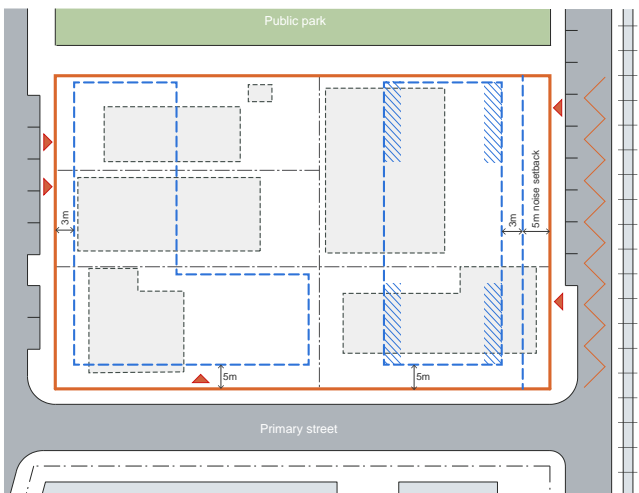 Public park
3m
3m
5m noise setback
5m
5m
Primary street